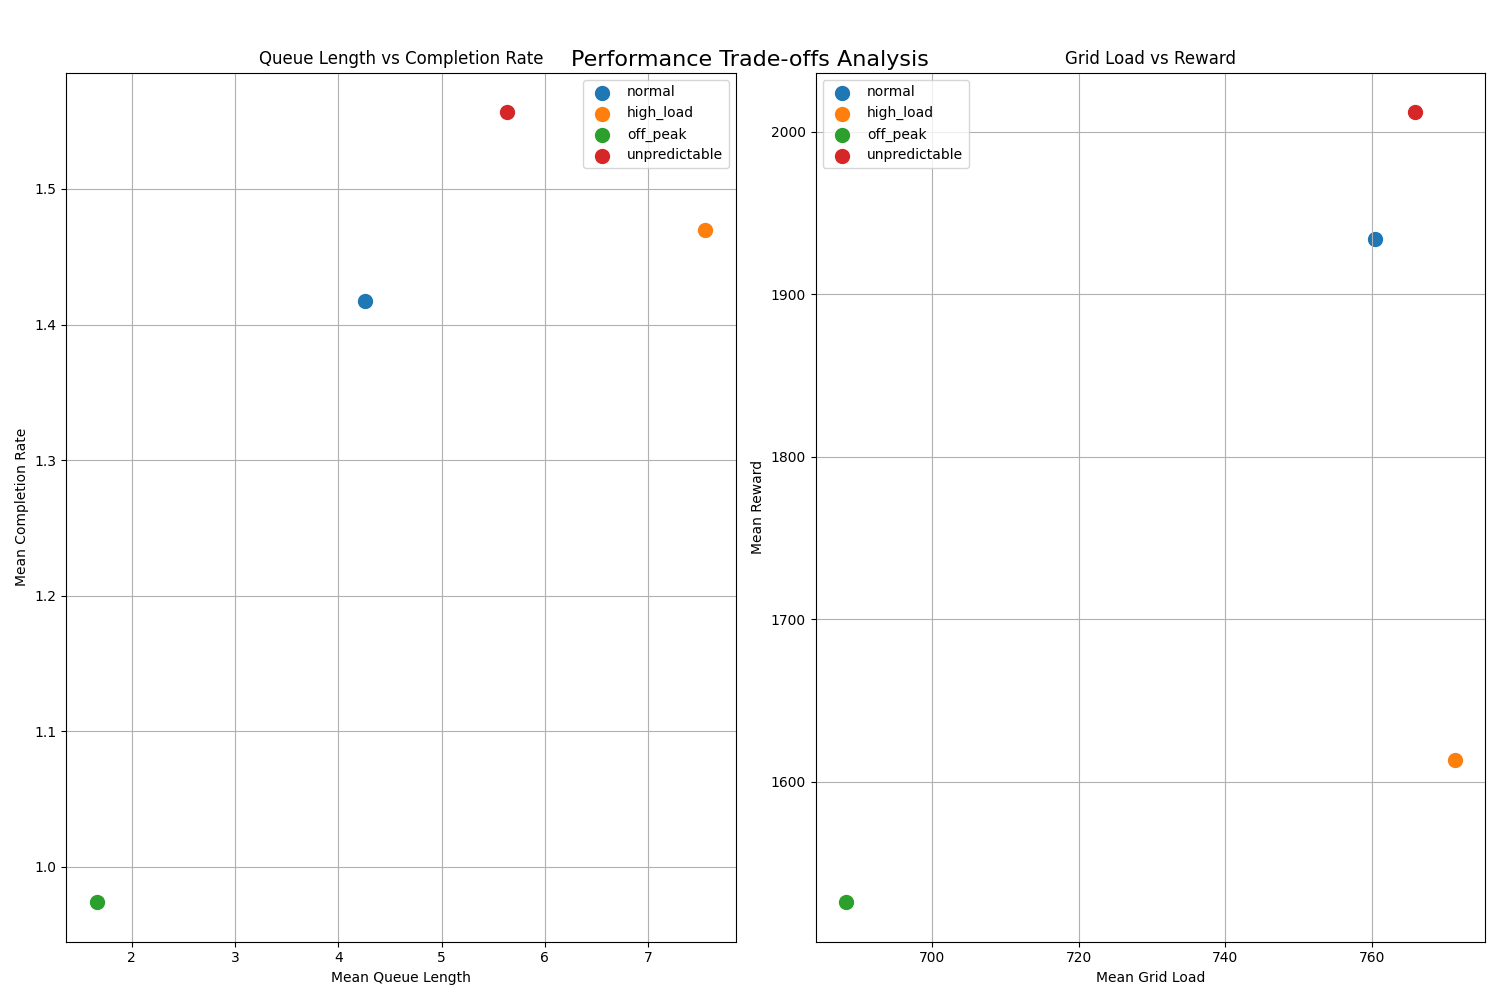 Performance Trade-offs Analysis
Queue Length vs Completion Rate
normal
high_load
off_peak
unpredictable
1.5
1.4
1.3
1.2
1.1
1.0
Mean Completion Rate
2 3 4 5 6 7
Mean Queue Length
Grid Load vs Reward
normal
high_load
off_peak
unpredictable
2000
1900
1800
1700
1600
Mean Reward
700 720 740 760
Mean Grid Load